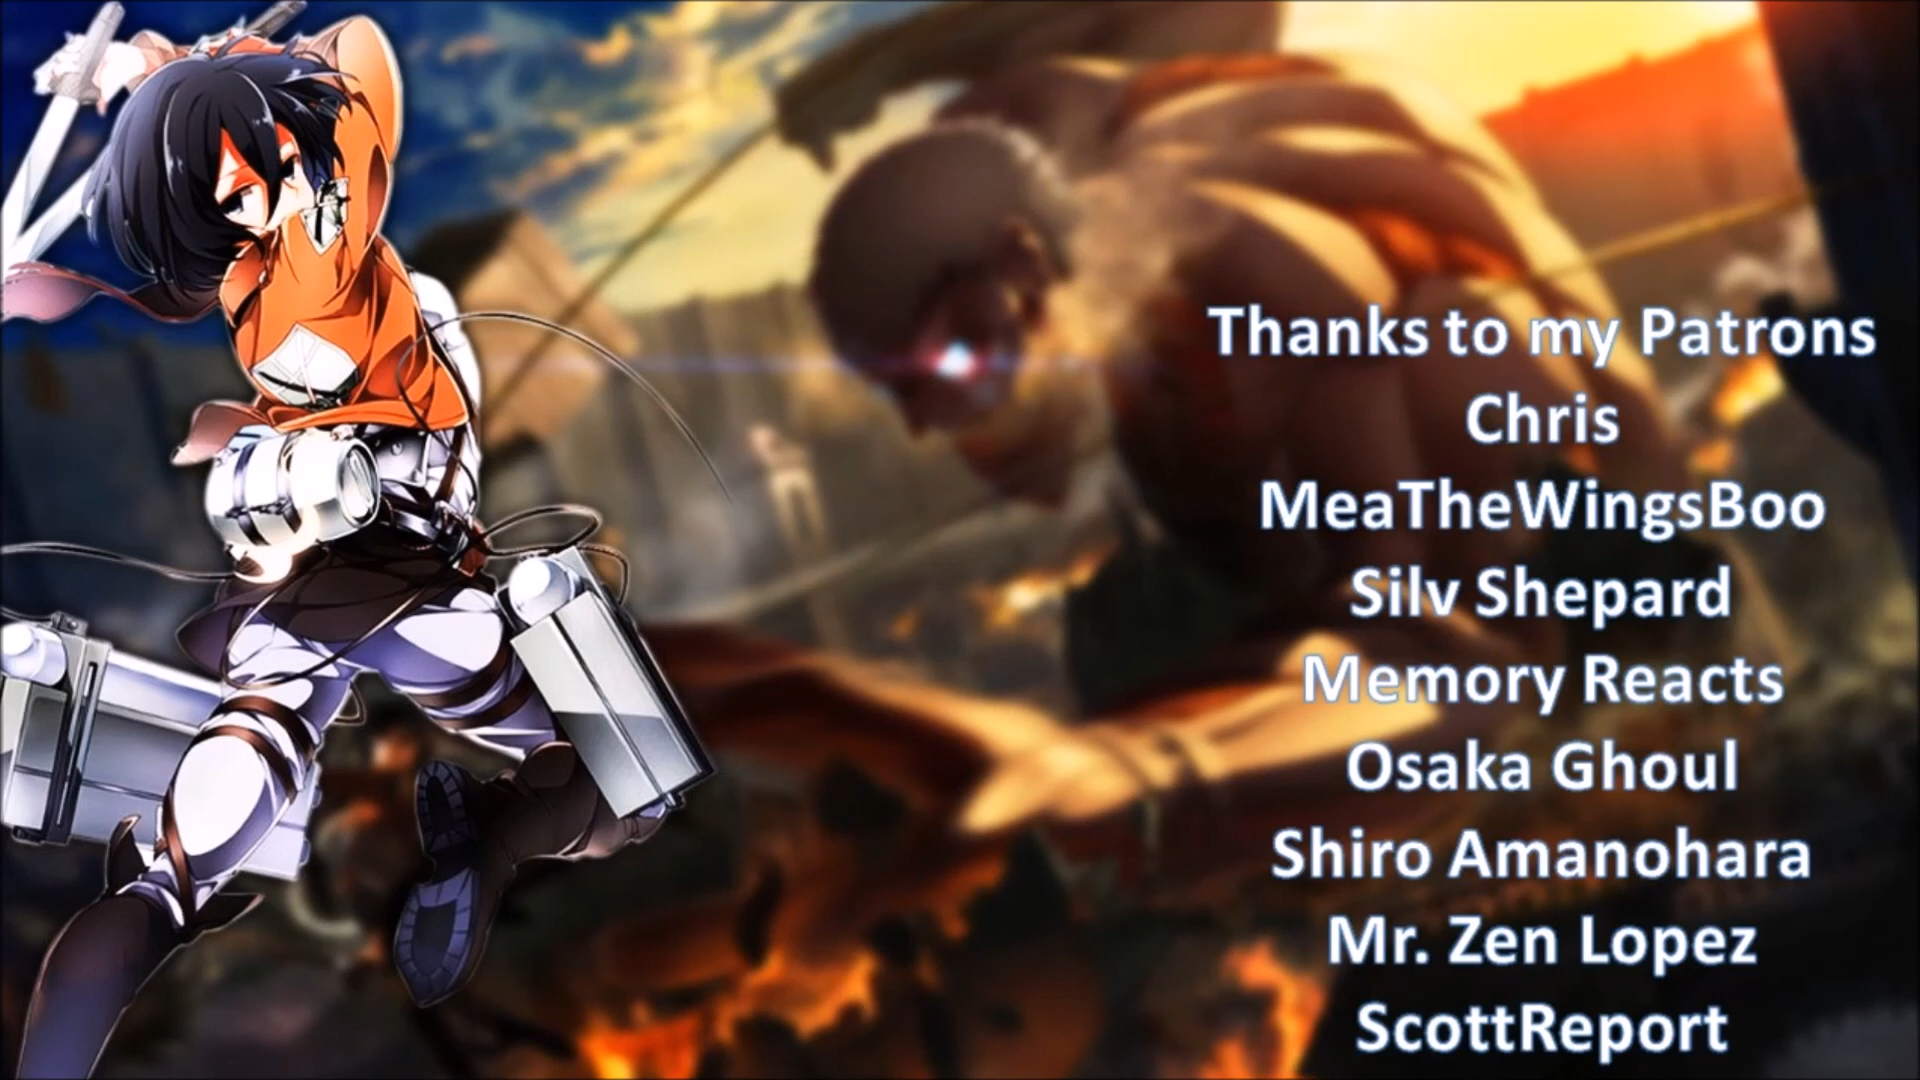 Thanks to my Patrons
Chris
MeaTheWingsBoo
Silv Shepard
Memory Reacts
Osaka Ghoul
Shiro Amanohara
Mr. Zen Lopez
ScottReport